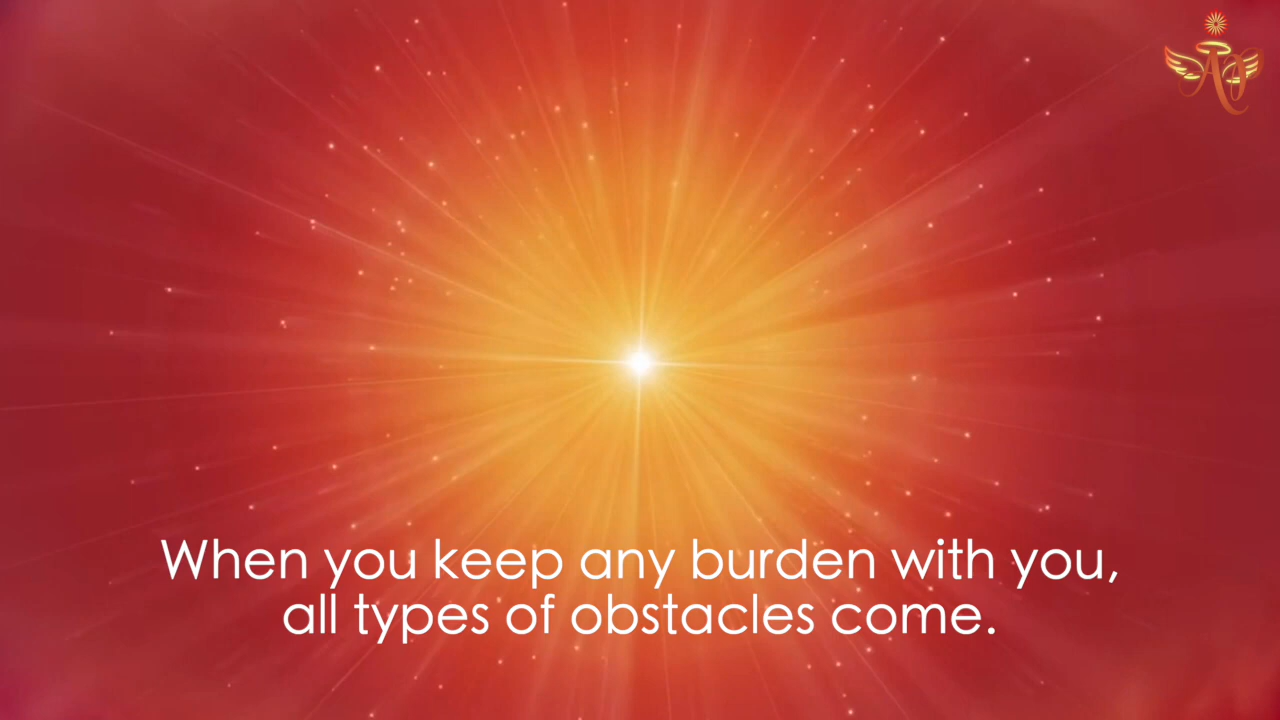 When you keep any burden with you,
all types of obstacles come.